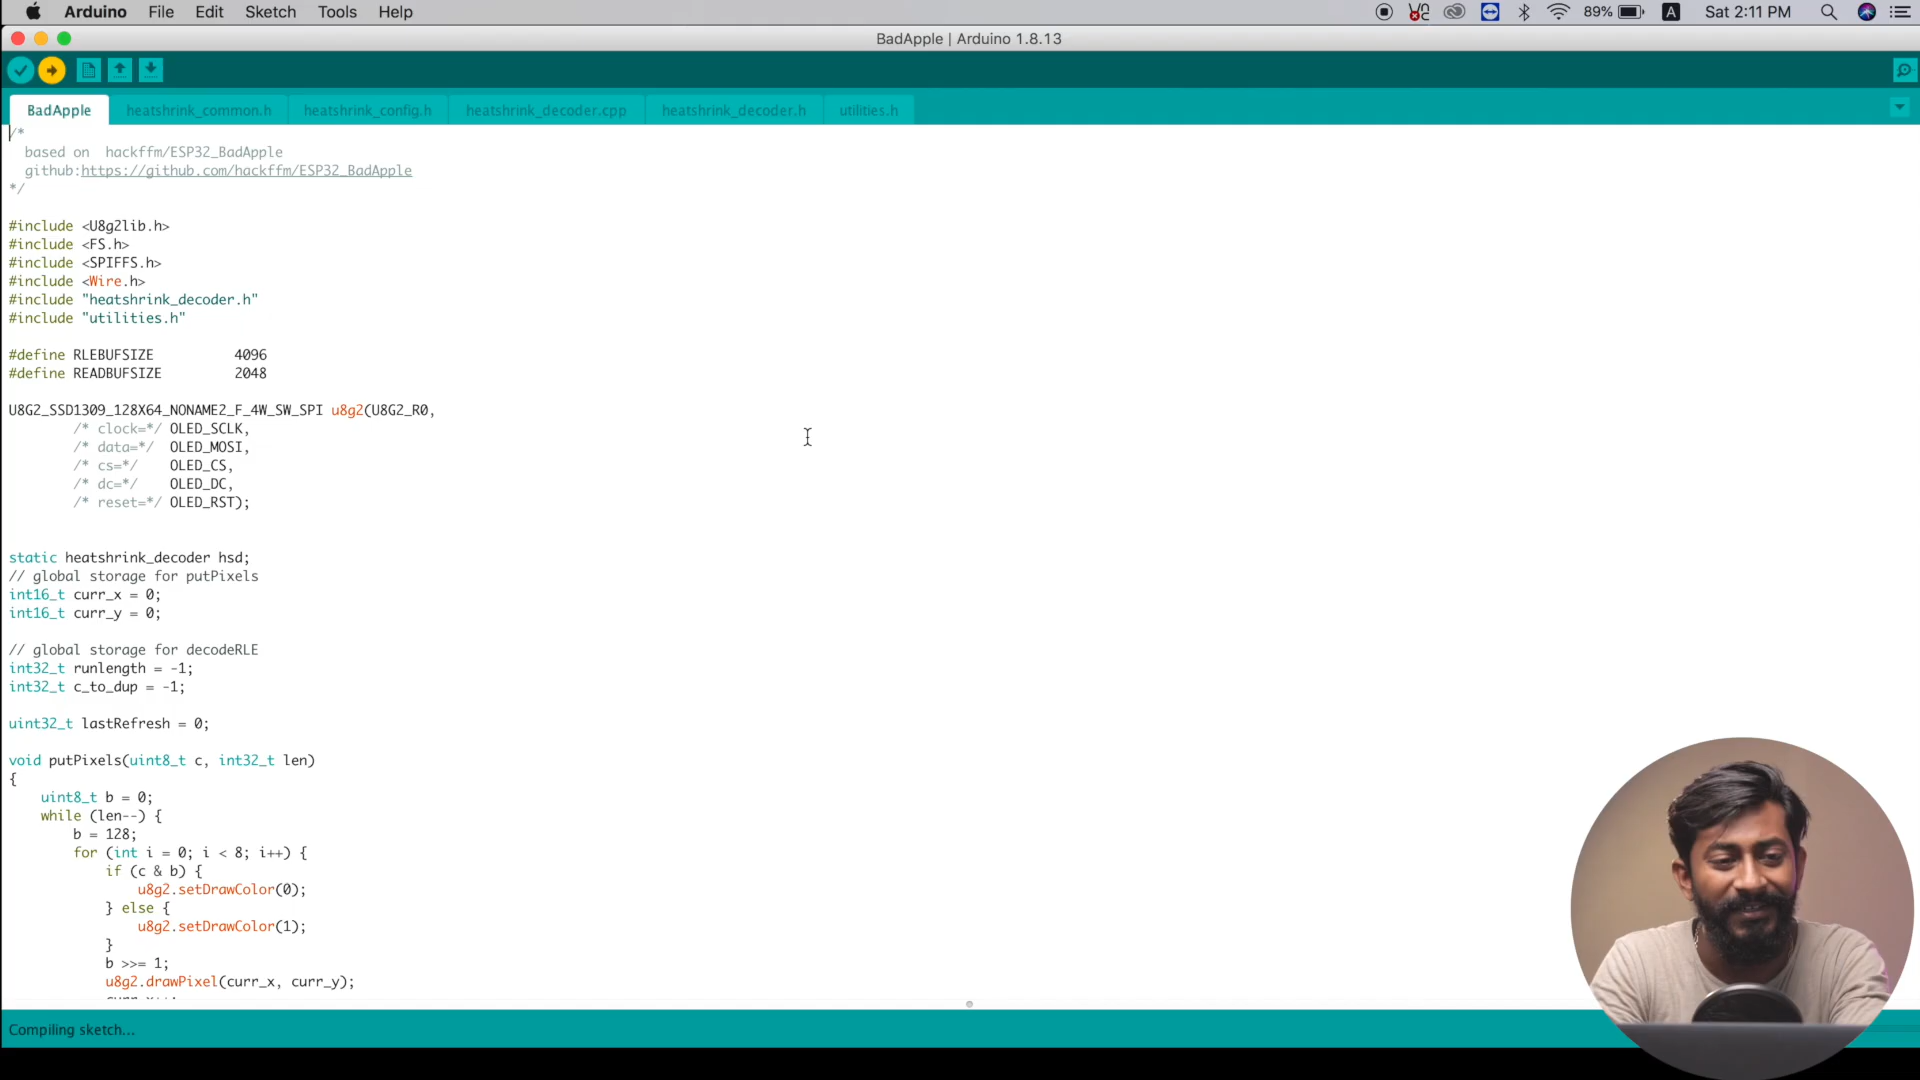 Arduino File Edit Sketch Tools Help
89% A Sat 2:11 PM
BadApple | Arduino 1.8.13
BadApple heatshrink_common.h heatshrink_config.h heatshrink_decoder.cpp heatshrink_decoder.h utilities.h
/*
based on hackffm/ESP32_BadApple
github:https://github.com/hackffm/ESP32_BadApple
*/
#include <U8g2lib.h>
#include <FS.h>
#include <SPIFFS.h>
#include <Wire.h>
#include "heatshrink_decoder.h"
#include "utilities.h"
#define RLEBUFSIZE 4096
#define READBUFSIZE 2048
U8G2_SSD1309_128X64_NONAME2_F_4W_SW_SPI u8g2(U8G2_R0,
/* clock=*/ OLED_SCLK,
/* data=*/ OLED_MOSI,
/* cs=*/ OLED_CS,
/* dc=*/ OLED_DC,
/* reset=*/ OLED_RST);
static heatshrink_decoder hsd;
// global storage for putPixels
int16_t curr_x = 0;
int16_t curr_y = 0;
// global storage for decodeRLE
int32_t runlength = -1;
int32_t c_to_dup = -1;
uint32_t lastRefresh = 0;
void putPixels(uint8_t c, int32_t len)
{
uint8_t b = 0;
while (len--) {
b = 128;
for (int i = 0; i < 8; i++) {
if (c & b) {
u8g2.setDrawColor(0);
} else {
u8g2.setDrawColor(1);
}
b >>= 1;
u8g2.drawPixel(curr_x, curr_y);
Compiling sketch...